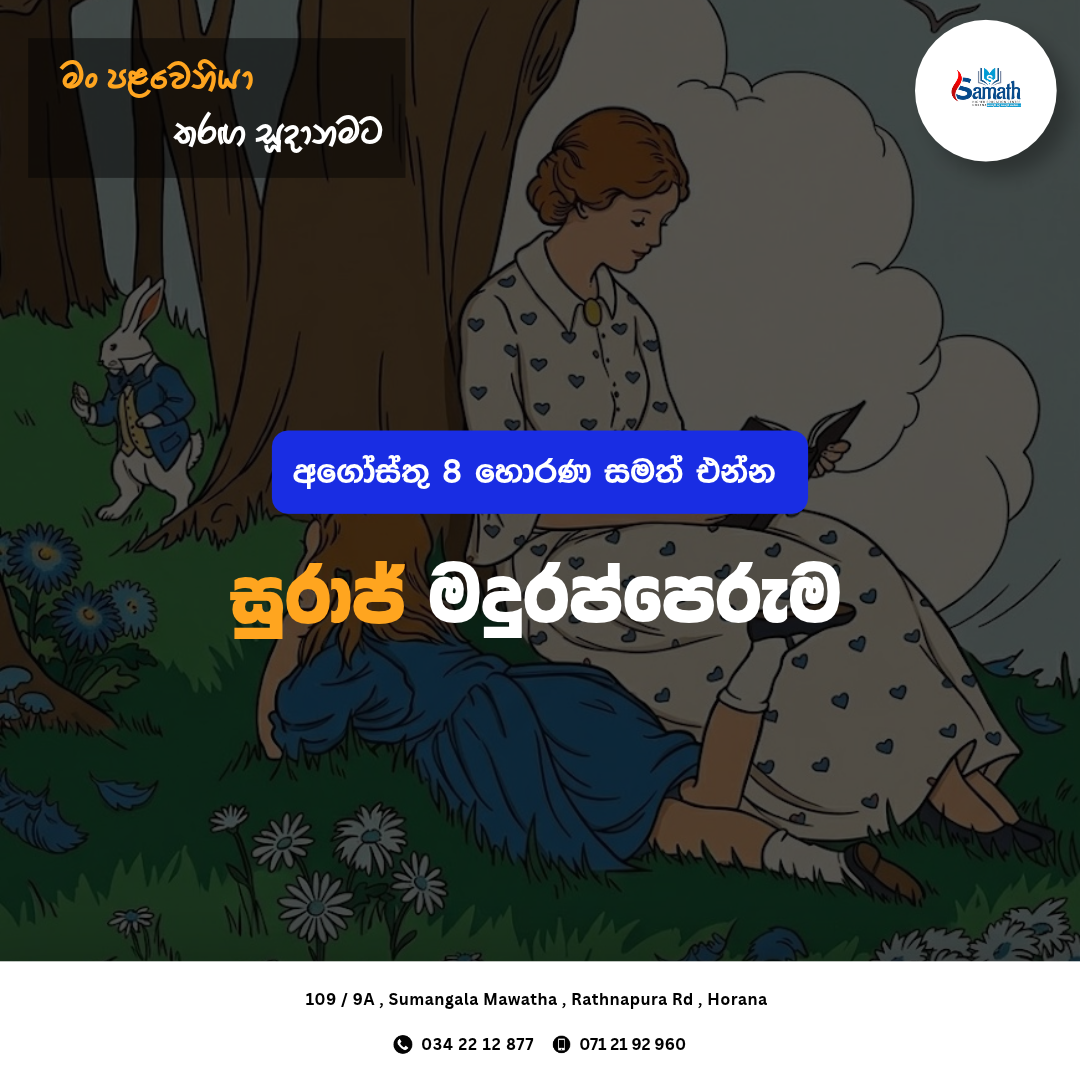 මං පළවෙනියා
තරඟ සූදානමට
Samath
අගෝස්තු 8 හොරණ සමත් එන්න
සුරාජ් මදුරප්පෙරුම
109 / 9A , Sumangala Mawatha , Rathnapura Rd , Horana
034 22 12 877 071 21 92 960